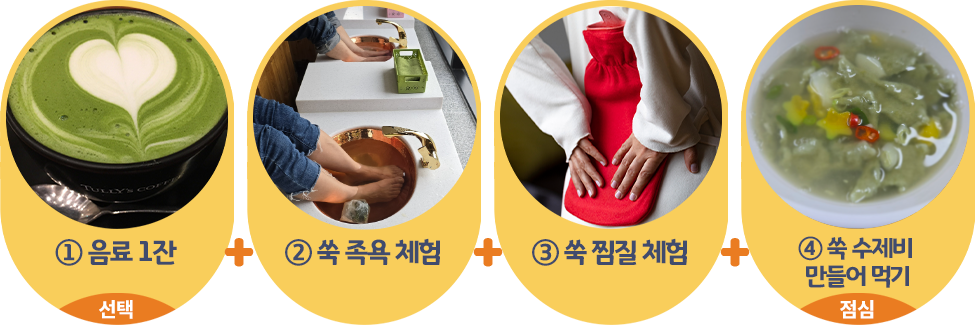 TULLY'S COFFEE
① 음료 1잔
선택
+
② 쑥 족욕 체험
+
③ 쑥 찜질 체험
+
④ 쑥 수제비
만들어 먹기
점심